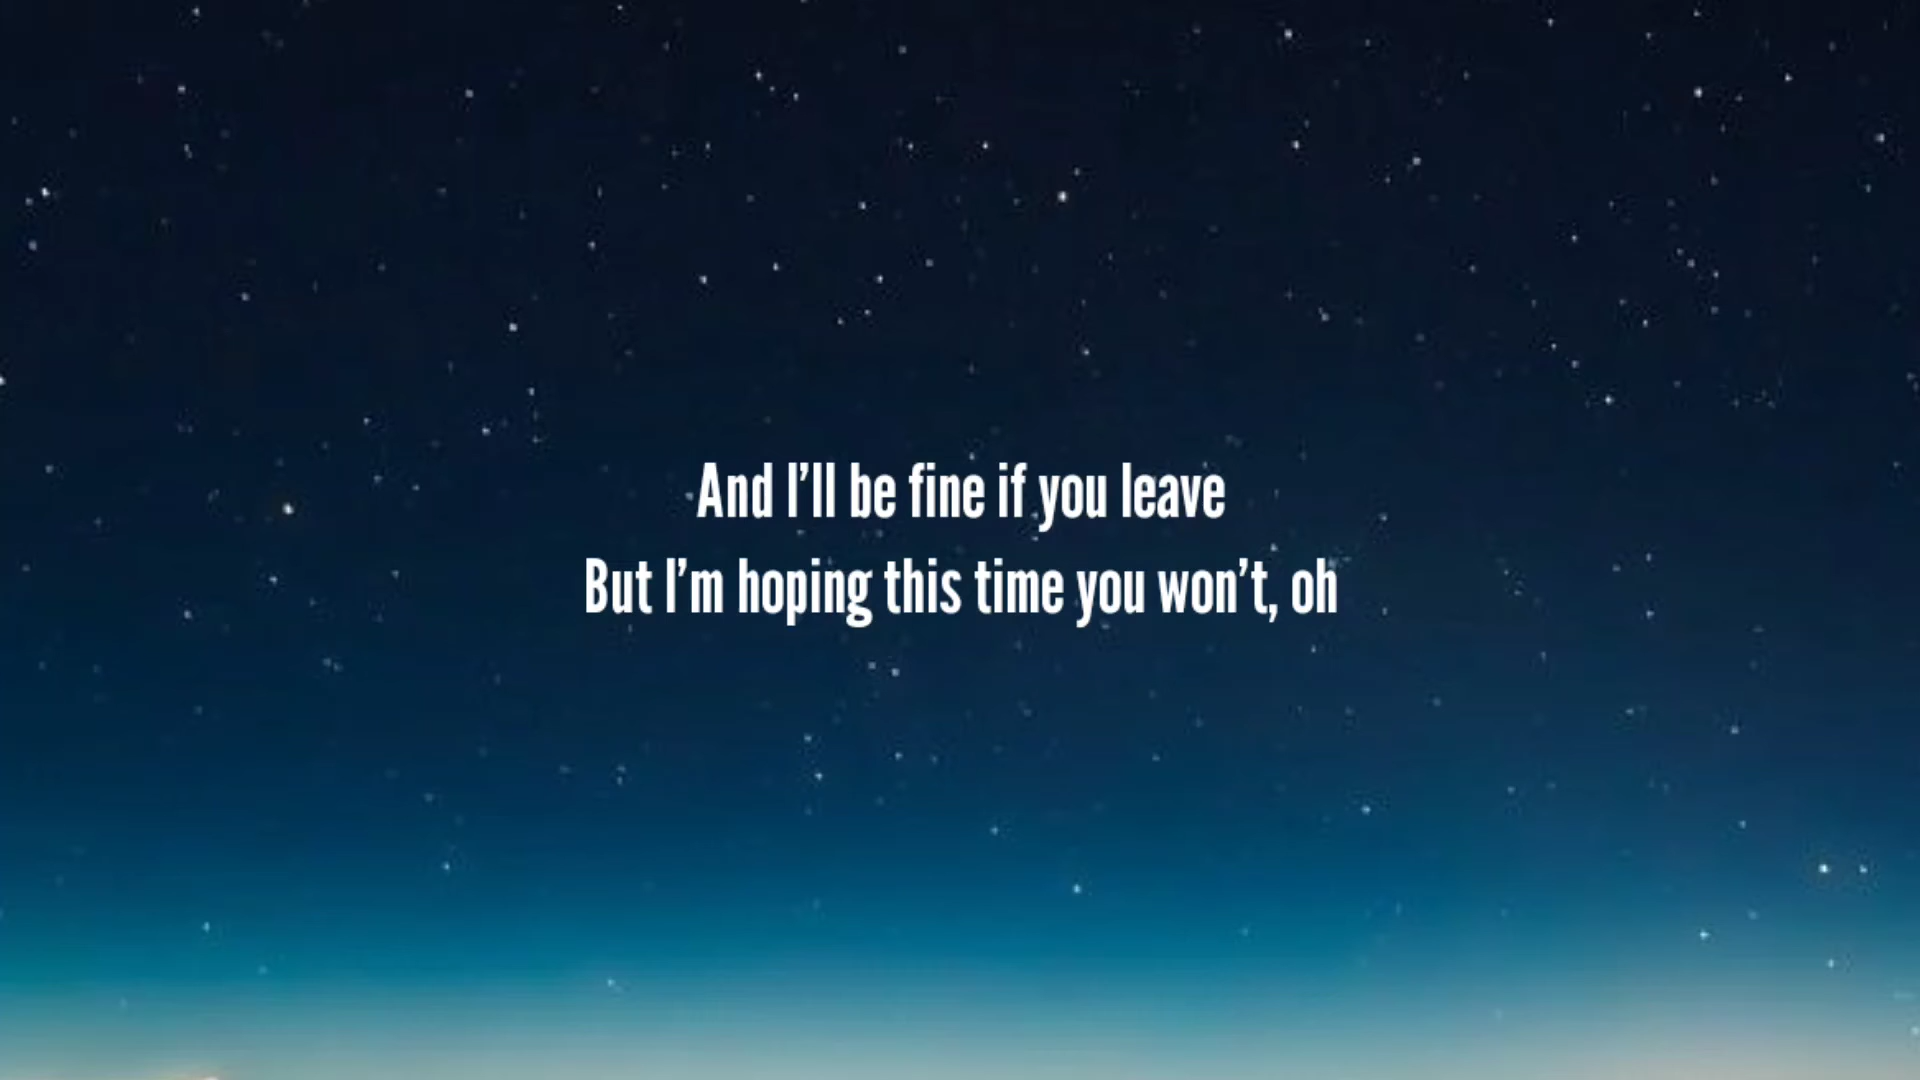 And I’ll be fine if you leave
But I’m hoping this time you won’t, oh